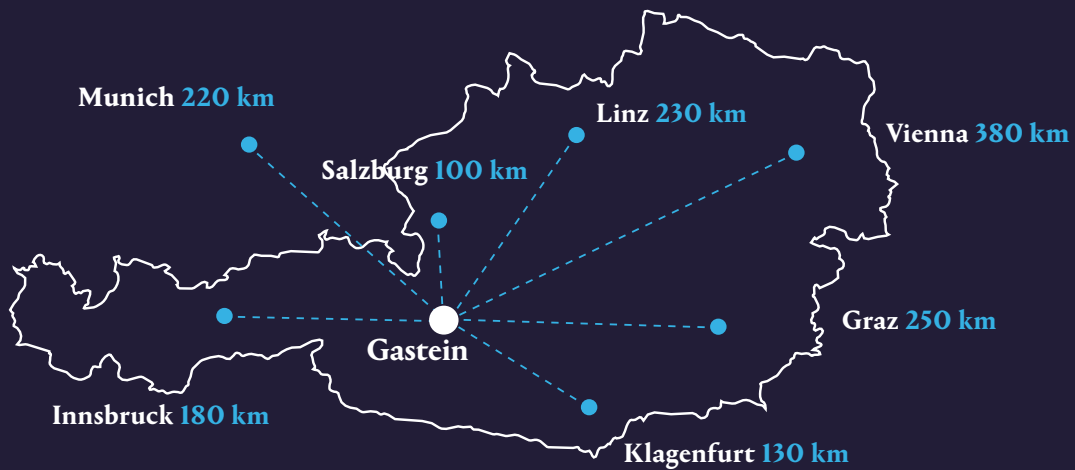 Munich 220 km
Linz 230 km
Vienna 380 km
Salzburg 100 km
Graz 250 km
Gastein
Innsbruck 180 km
Klagenfurt 130 km